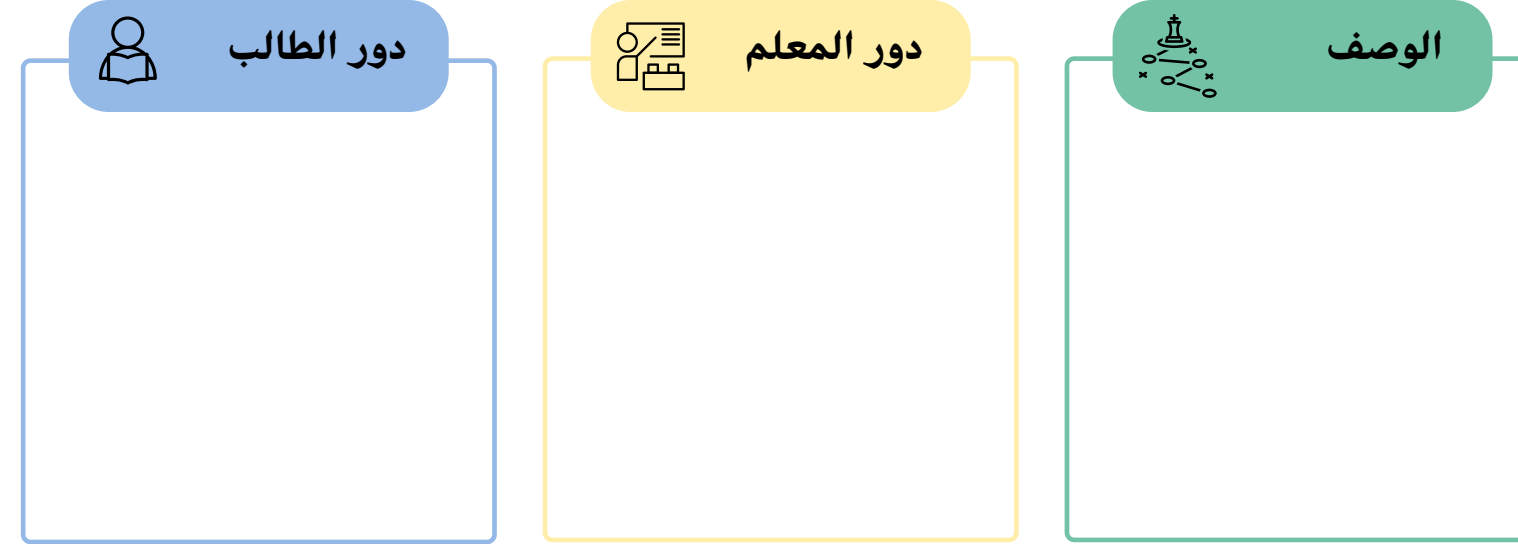 الوصف
دور المعلم
دور الطالب